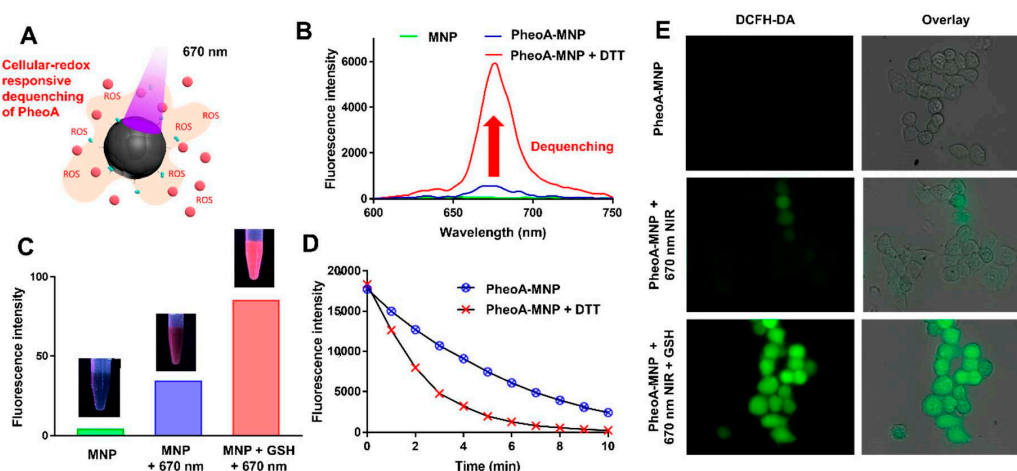 A
670 nm
Cellular-redox
responsive
dequenching
of PheoA
ROS
ROS
ROS
ROS
ROS
ROS
B
MNP
PheoA-MNP
PheoA-MNP + DTT
Fluorescence intensity
6000
4000
2000
0
Dequenching
600
650
700
750
Wavelength (nm)
C
Fluorescence intensity
100
50
0
MNP
MNP
+ 670 nm
MNP + GSH
+ 670 nm
D
Fluorescence intensity
20000
15000
10000
5000
0
PheoA-MNP
PheoA-MNP + DTT
0
2
4
6
8
10
Time (min)
E
DCFH-DA
Overlay
PheoA-MNP
PheoA-MNP +
670 nm NIR
PheoA-MNP +
670 nm NIR + GSH